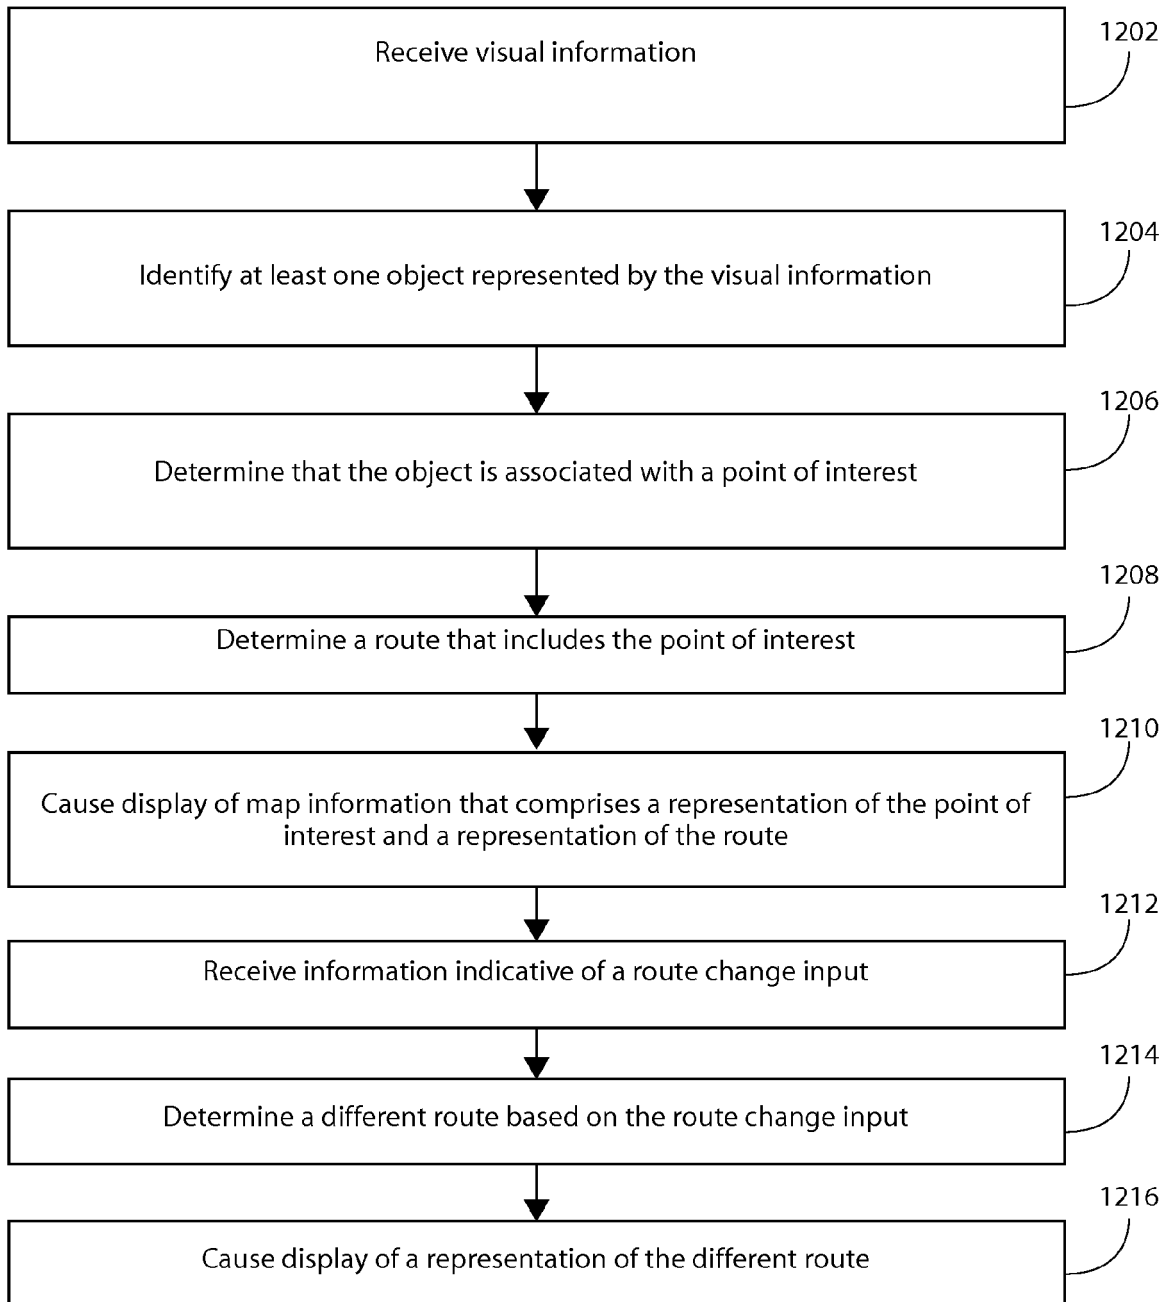 Receive visual information
1202
Identify at least one object represented by the visual information
1204
Determine that the object is associated with a point of interest
1206
Determine a route that includes the point of interest
1208
Cause display of map information that comprises a representation of the point of
interest and a representation of the route
1210
Receive information indicative of a route change input
1212
Determine a different route based on the route change input
1214
Cause display of a representation of the different route
1216